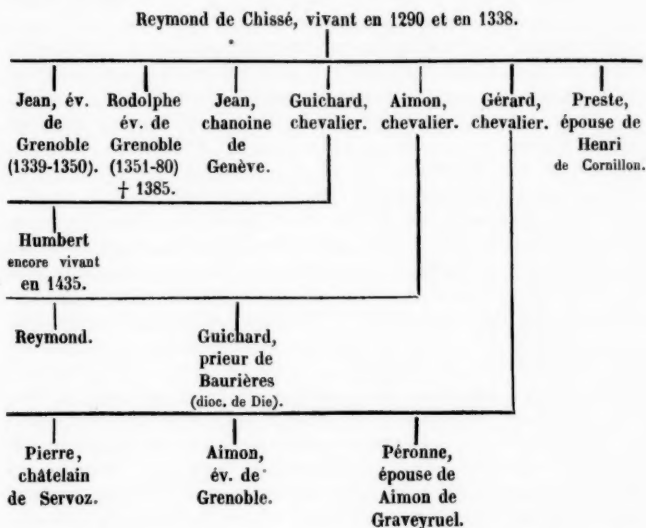 Reymond de Chissé, vivant en 1290 et en 1338.
Jean, év.
de
Grenoble
(1339-1350).
Rodolphe
év. de
Grenoble
(1351-80)
† 1385.
Jean,
chanoine
de
Genève.
Guichard,
chevalier.
Aimon,
chevalier.
Gérard,
chevalier.
Preste,
épouse de
Henri
de Cornillon.
Humbert
encore vivant
en 1435.
Reymond.
Guichard,
prieur de
Baurières
(dioc. de Die).
Pierre,
châtelain
de Servoz.
Aimon,
év. de
Grenoble.
Péronne,
épouse de
Aimon de
Graveyruel.